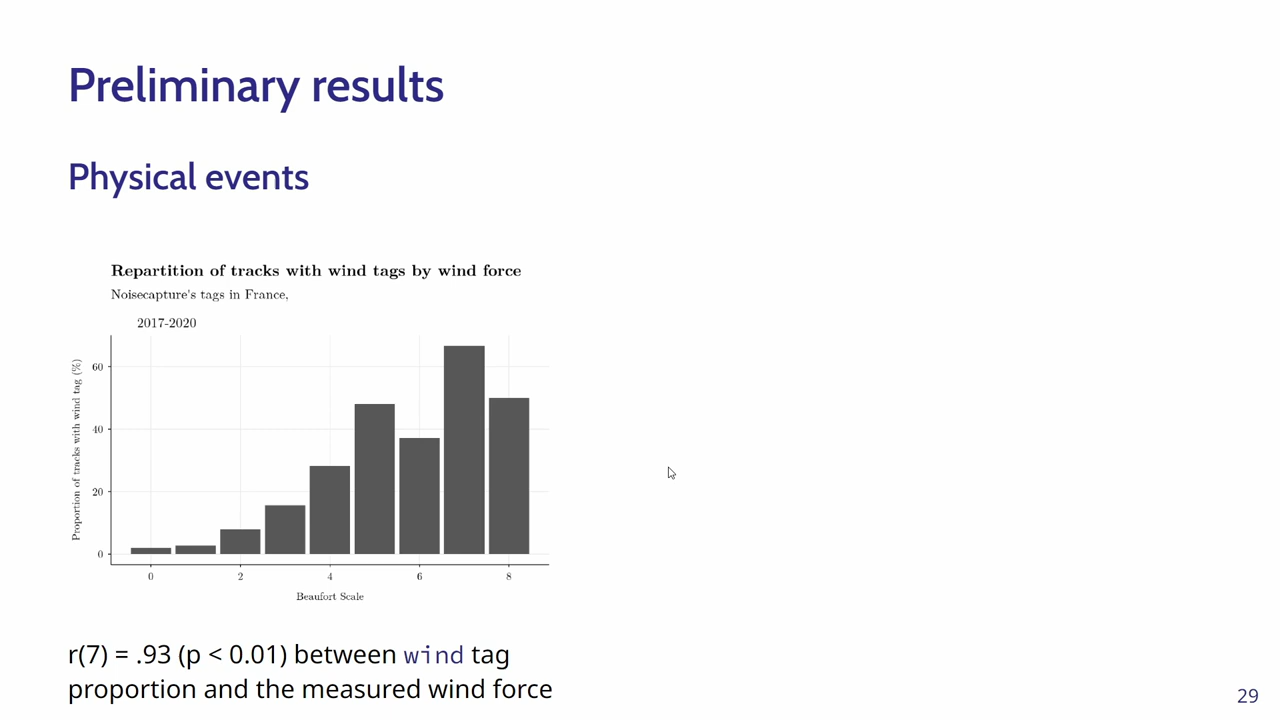 Preliminary results
Physical events
Repartition of tracks with wind tags by wind force
Noisecapture's tags in France,
2017-2020
Proportion of tracks with wind tag (%)
60
40
20
0
0 2 4 6 8
Beaufort Scale
r(7) = .93 (p < 0.01) between wind tag
proportion and the measured wind force
29